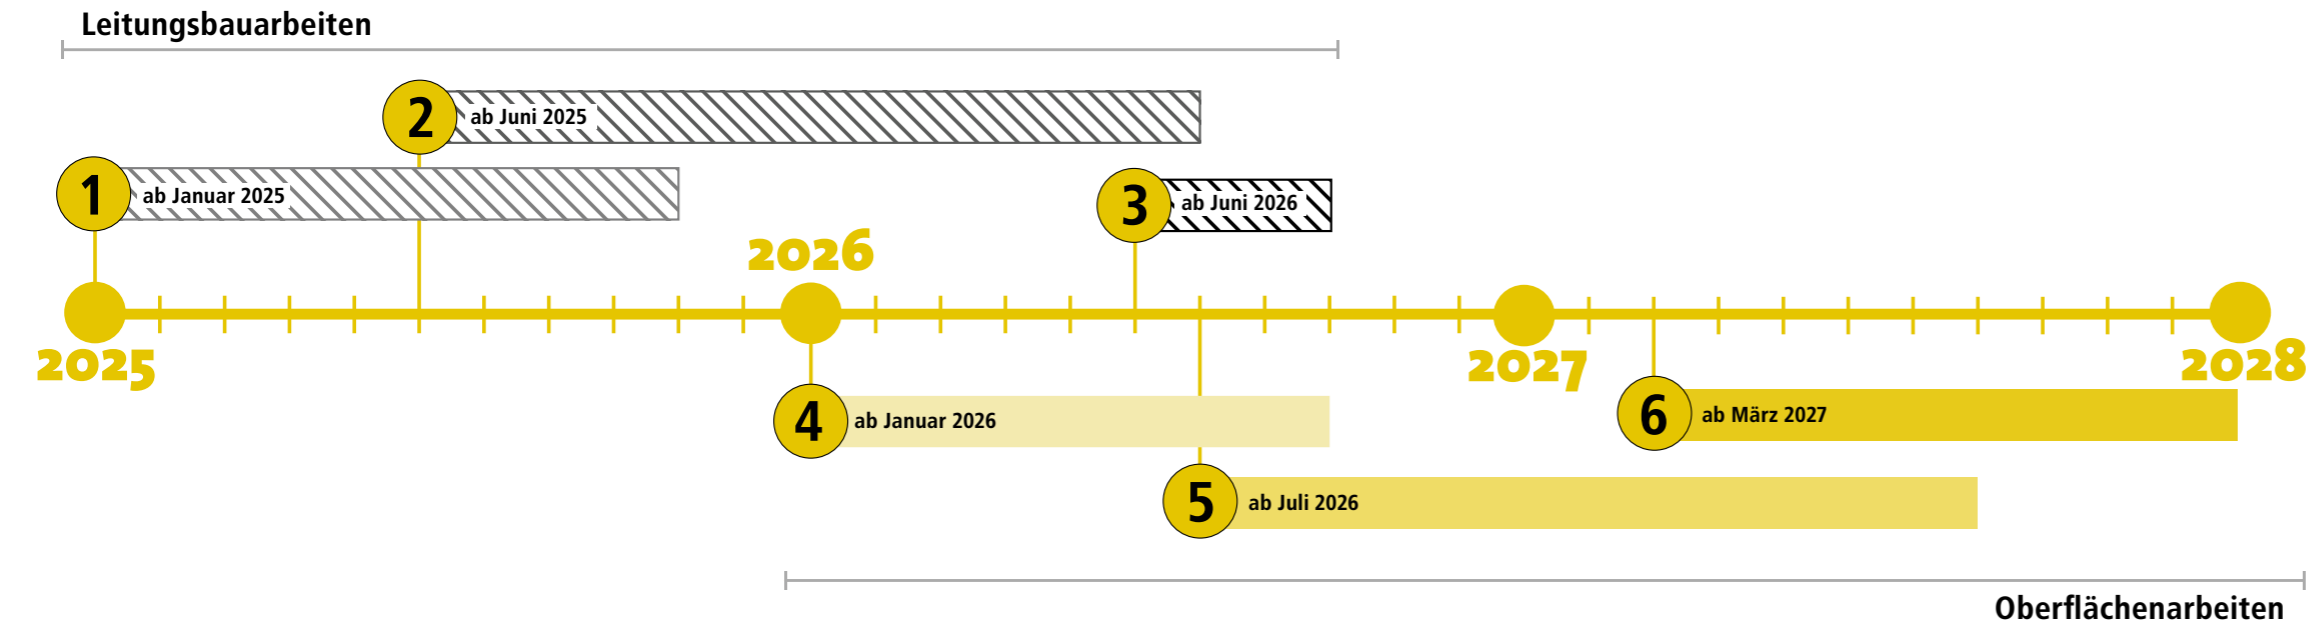 Leitungsbauarbeiten
2 ab Juni 2025
1 ab Januar 2025
3 ab Juni 2026
2026
2025
2027
2028
4 ab Januar 2026
6 ab März 2027
5 ab Juli 2026
Oberflächenarbeiten